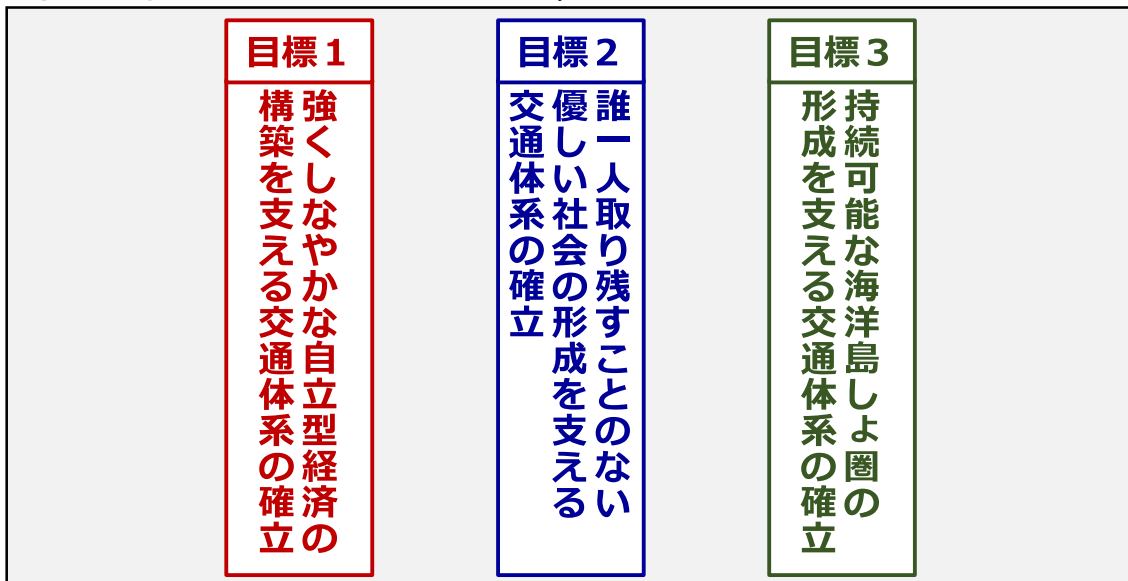 目標１
強くしなやかな自立型経済の
構築を支える交通体系の確立
目標２
誰一人取り残すことのない
優しい社会の形成を支える
交通体系の確立
目標３
持続可能な海洋島しょ圏の
形成を支える交通体系の確立